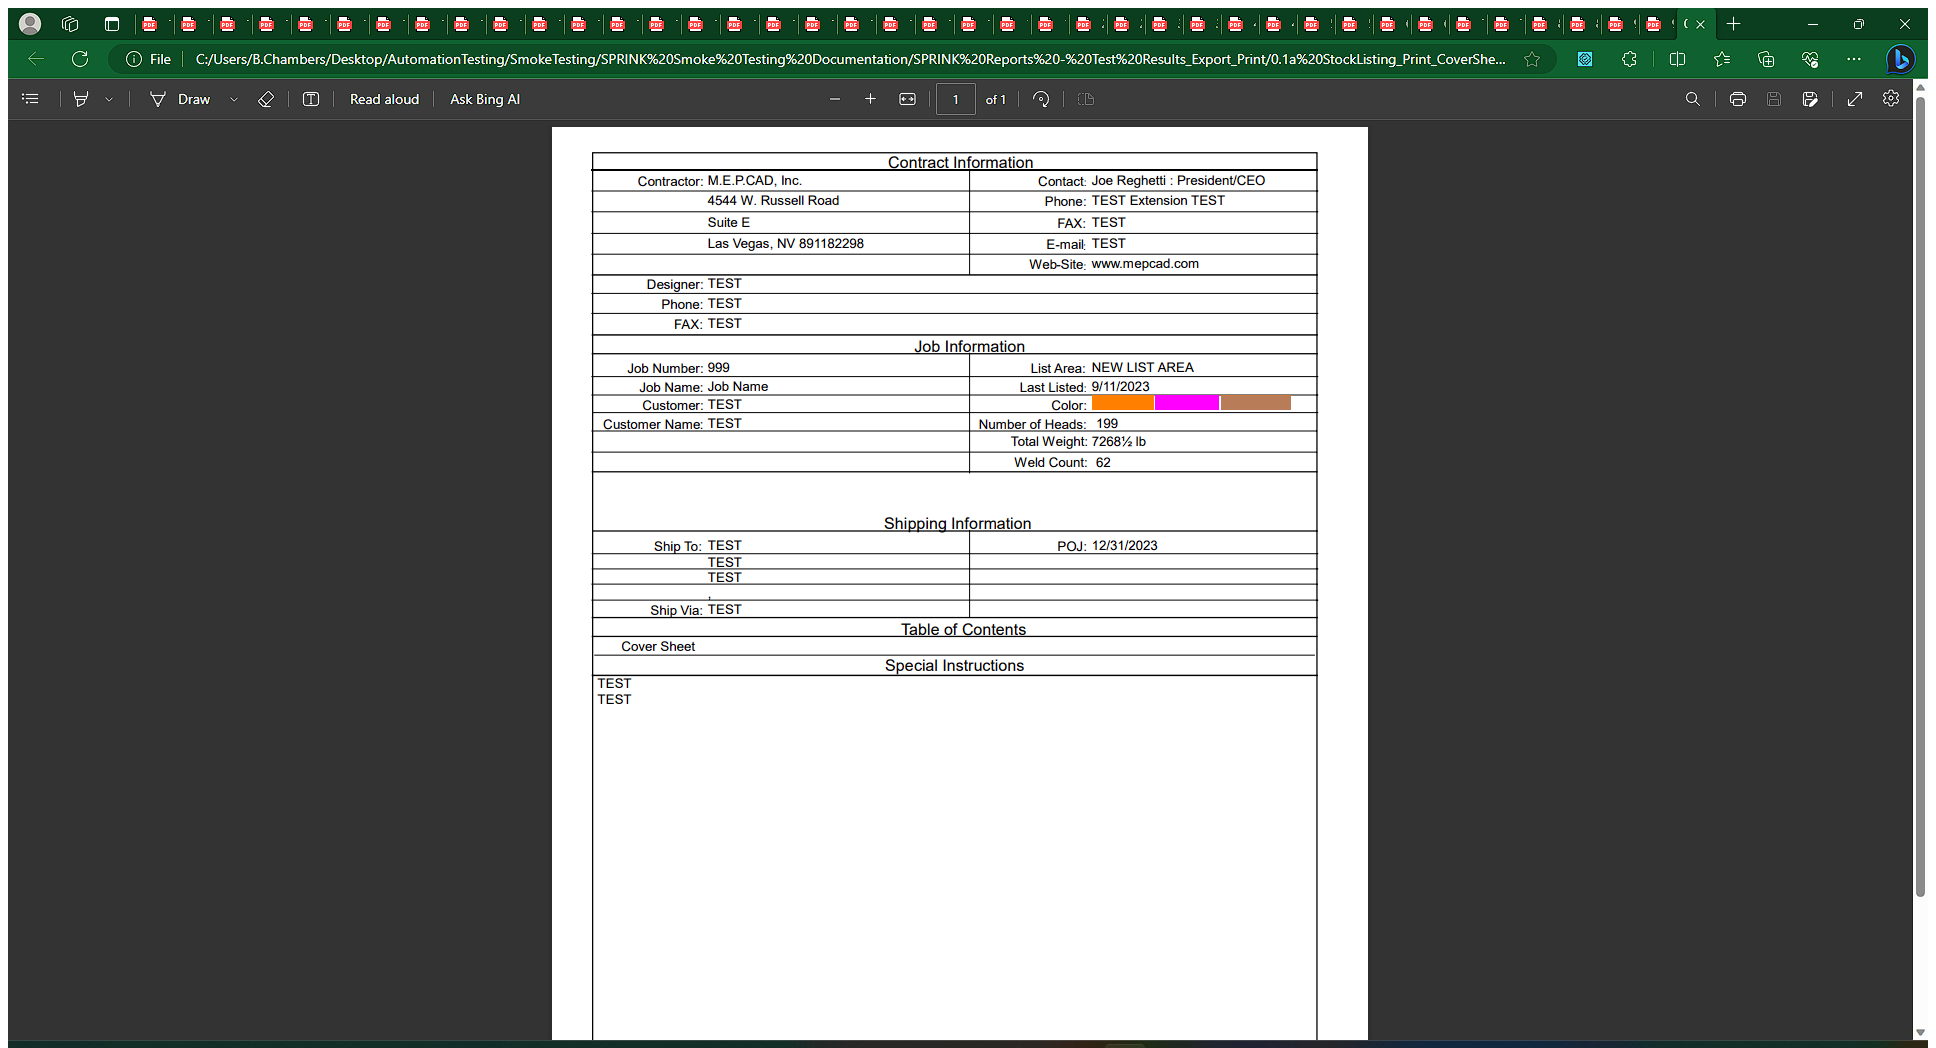 File
C:/Users/B.Chambers/Desktop/AutomationTesting/SmokeTesting/SPRINK%20Smoke%20Testing%20Documentation/SPRINK%20Reports%20-%20Test%20Results_Export_Print/0.1a%20StockListing_Print_CoverShe...
Draw
Read aloud
Ask Bing AI
1 of 1
Contract Information
Contractor: M.E.P.CAD, Inc. Contact: Joe Reghetti : President/CEO
4544 W. Russell Road Phone: TEST Extension TEST
Suite E FAX: TEST
Las Vegas, NV 891182298 E-mail: TEST
Web-Site: www.mepcad.com
Designer: TEST
Phone: TEST
FAX: TEST
Job Information
Job Number: 999 List Area: NEW LIST AREA
Job Name: Job Name Last Listed: 9/11/2023
Customer: TEST Color:
Customer Name: TEST Number of Heads: 199
Total Weight: 7268½ lb
Weld Count: 62
Shipping Information
Ship To: TEST POJ: 12/31/2023
TEST
TEST
,
Ship Via: TEST
Table of Contents
Cover Sheet
Special Instructions
TEST
TEST